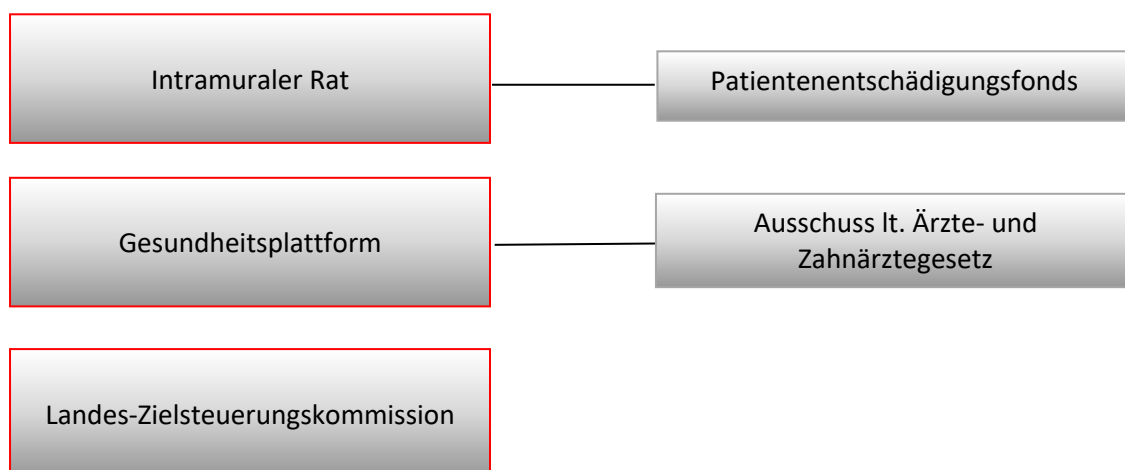 Intramuraler Rat
Patientenentschädigungsfonds
Gesundheitsplattform
Ausschuss lt. Ärzte- und
Zahnärztegesetz
Landes-Zielsteuerungskommission